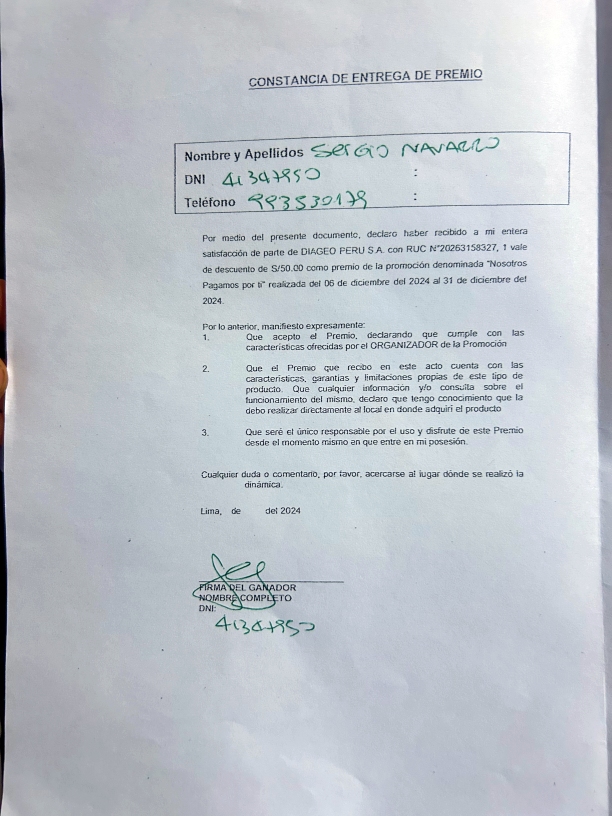 CONSTANCIA DE ENTREGA DE PREMIO
Nombre y Apellidos Sergio NAVARRO :
DNI 41347950 :
Teléfono 993530179 :
Por medio del presente documento, declaro haber recibido a mi entera
satisfacción de parte de DIAGEO PERU S.A. con RUC N°20263158327, 1 vale
de descuento de S/50.00 como premio de la promoción denominada "Nosotros
Pagamos por ti" realizada del 06 de diciembre del 2024 al 31 de diciembre del
2024.
Por lo anterior, manifiesto expresamente:
1. Que acepto el Premio, declarando que cumple con las
características ofrecidas por el ORGANIZADOR de la Promoción
2. Que el Premio que recibo en este acto cuenta con las
características, garantías y limitaciones propias de este tipo de
producto. Que cualquier información y/o consulta sobre el
funcionamiento del mismo, declaro que tengo conocimiento que la
debo realizar directamente al local en donde adquirí el producto
3. Que seré el único responsable por el uso y disfrute de este Premio
desde el momento mismo en que entre en mi posesión.
Cualquier duda o comentario, por favor, acercarse al lugar dónde se realizó la
dinámica.
Lima, de del 2024
FIRMA DEL GANADOR
NOMBRE COMPLETO
DNI:
41347950